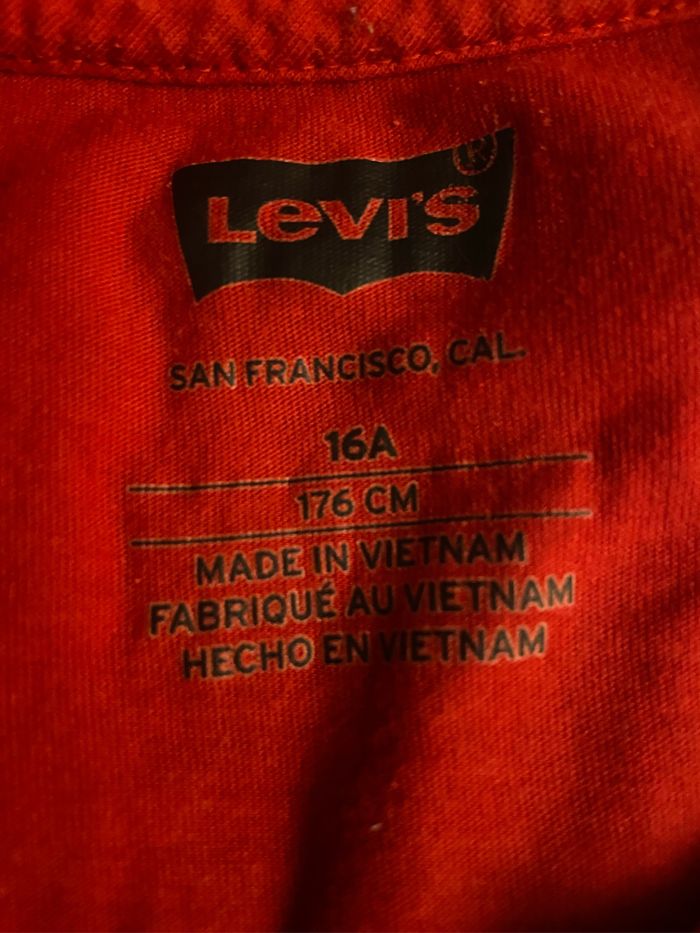 Levi's ®
SAN FRANCISCO, CAL.
16A
176 CM
MADE IN VIETNAM
FABRIQUÉ AU VIETNAM
HECHO EN VIETNAM